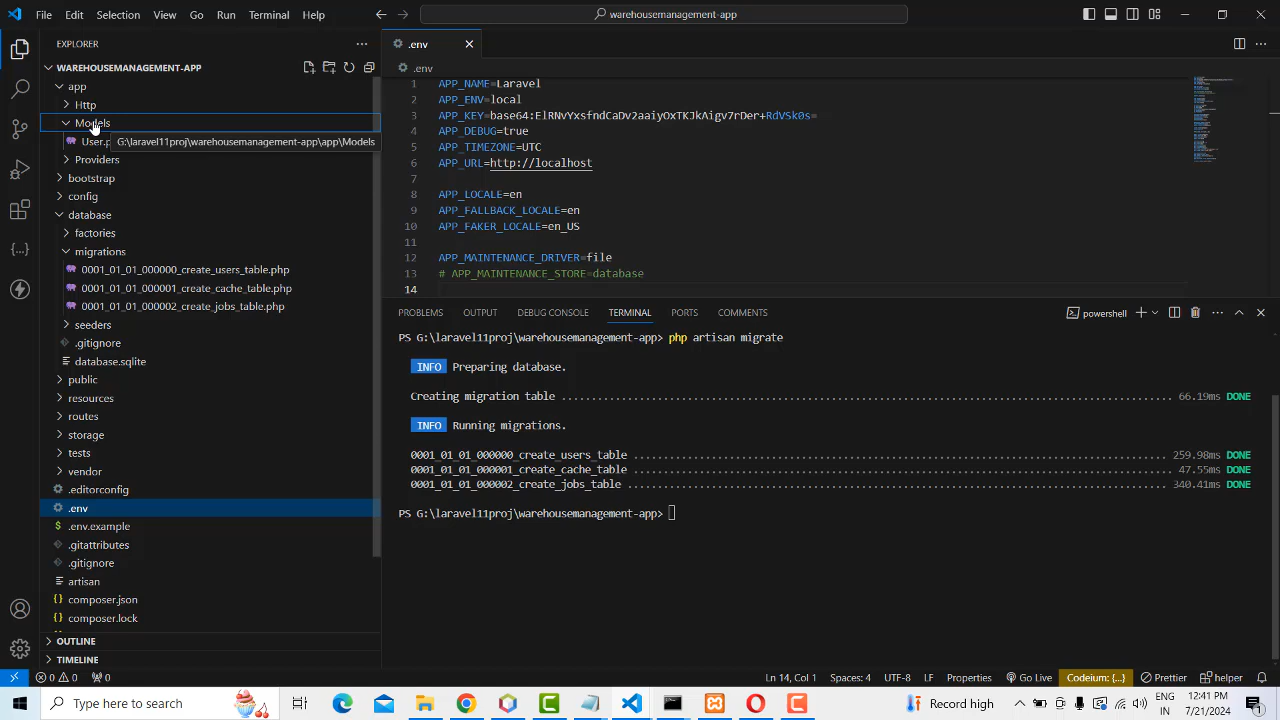 File Edit Selection View Go Run Terminal Help
warehousemanagement-app
EXPLORER
WAREHOUSEMANAGEMENT-APP
app
Http
Models
User.p
G:\laravel11proj\warehousemanagement-app\app\Models
Providers
bootstrap
config
database
factories
migrations
0001_01_01_000000_create_users_table.php
0001_01_01_000001_create_cache_table.php
0001_01_01_000002_create_jobs_table.php
seeders
.gitignore
database.sqlite
public
resources
routes
storage
tests
vendor
.editorconfig
.env
.env.example
.gitattributes
.gitignore
artisan
composer.json
composer.lock
OUTLINE
TIMELINE
.env
.env
1 APP_NAME=Laravel
2 APP_ENV=local
3 APP_KEY=base64:ElRNvYxsfndCaDv2aaiyOxTKJkAigv7rDer+RdVSk0s=
4 APP_DEBUG=true
5 APP_TIMEZONE=UTC
6 APP_URL=http://localhost
7
8 APP_LOCALE=en
9 APP_FALLBACK_LOCALE=en
10 APP_FAKER_LOCALE=en_US
11
12 APP_MAINTENANCE_DRIVER=file
13 # APP_MAINTENANCE_STORE=database
14
PROBLEMS OUTPUT DEBUG CONSOLE TERMINAL PORTS COMMENTS
powershell
PS G:\laravel11proj\warehousemanagement-app> php artisan migrate
INFO Preparing database.
Creating migration table ........ 66.19ms DONE
INFO Running migrations.
0001_01_01_000000_create_users_table ........ 259.98ms DONE
0001_01_01_000001_create_cache_table ........ 47.55ms DONE
0001_01_01_000002_create_jobs_table ........ 340.41ms DONE
PS G:\laravel11proj\warehousemanagement-app>
0 0 0 Ln 14, Col 1 Spaces: 4 UTF-8 LF Properties Go Live Codeium: {...} Prettier helper
Type here to search
Record high
ENG
IN
12:41 PM
7/21/2024
1